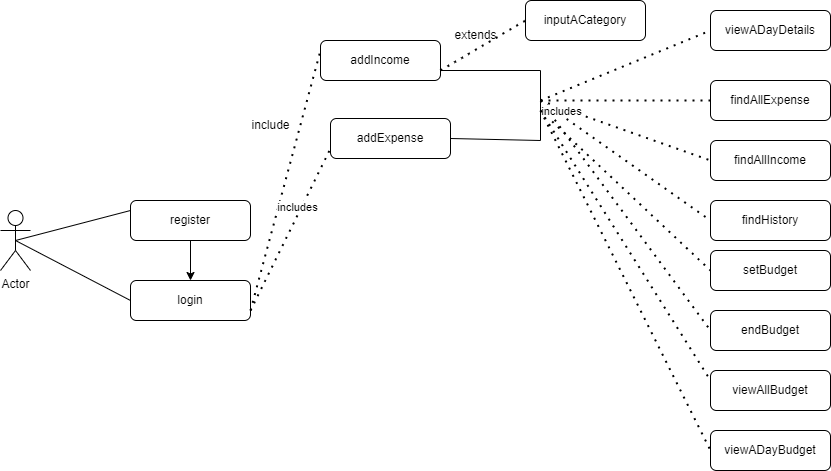 inputACategory
viewADayDetails
extends
addIncome
findAllExpense
includes
include
addExpense
findAllIncome
includes
register
findHistory
setBudget
Actor
login
endBudget
viewAllBudget
viewADayBudget